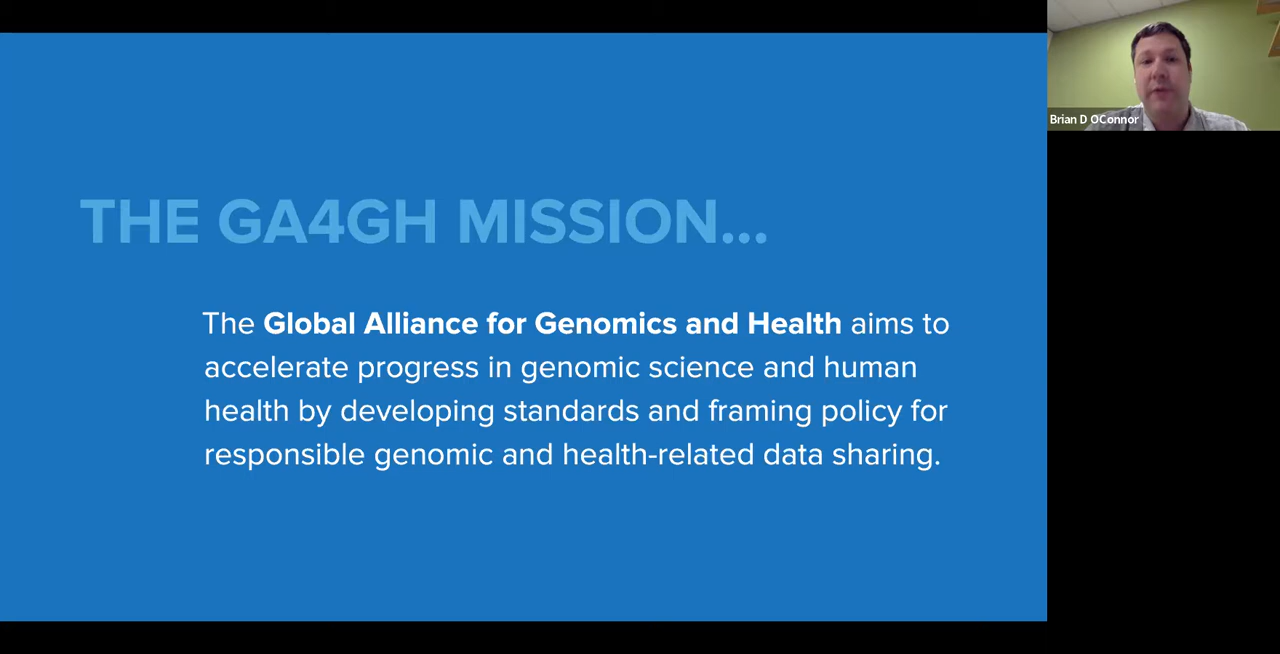 THE GA4GH MISSION...
The Global Alliance for Genomics and Health aims to
accelerate progress in genomic science and human
health by developing standards and framing policy for
responsible genomic and health-related data sharing.
Brian D OConnor